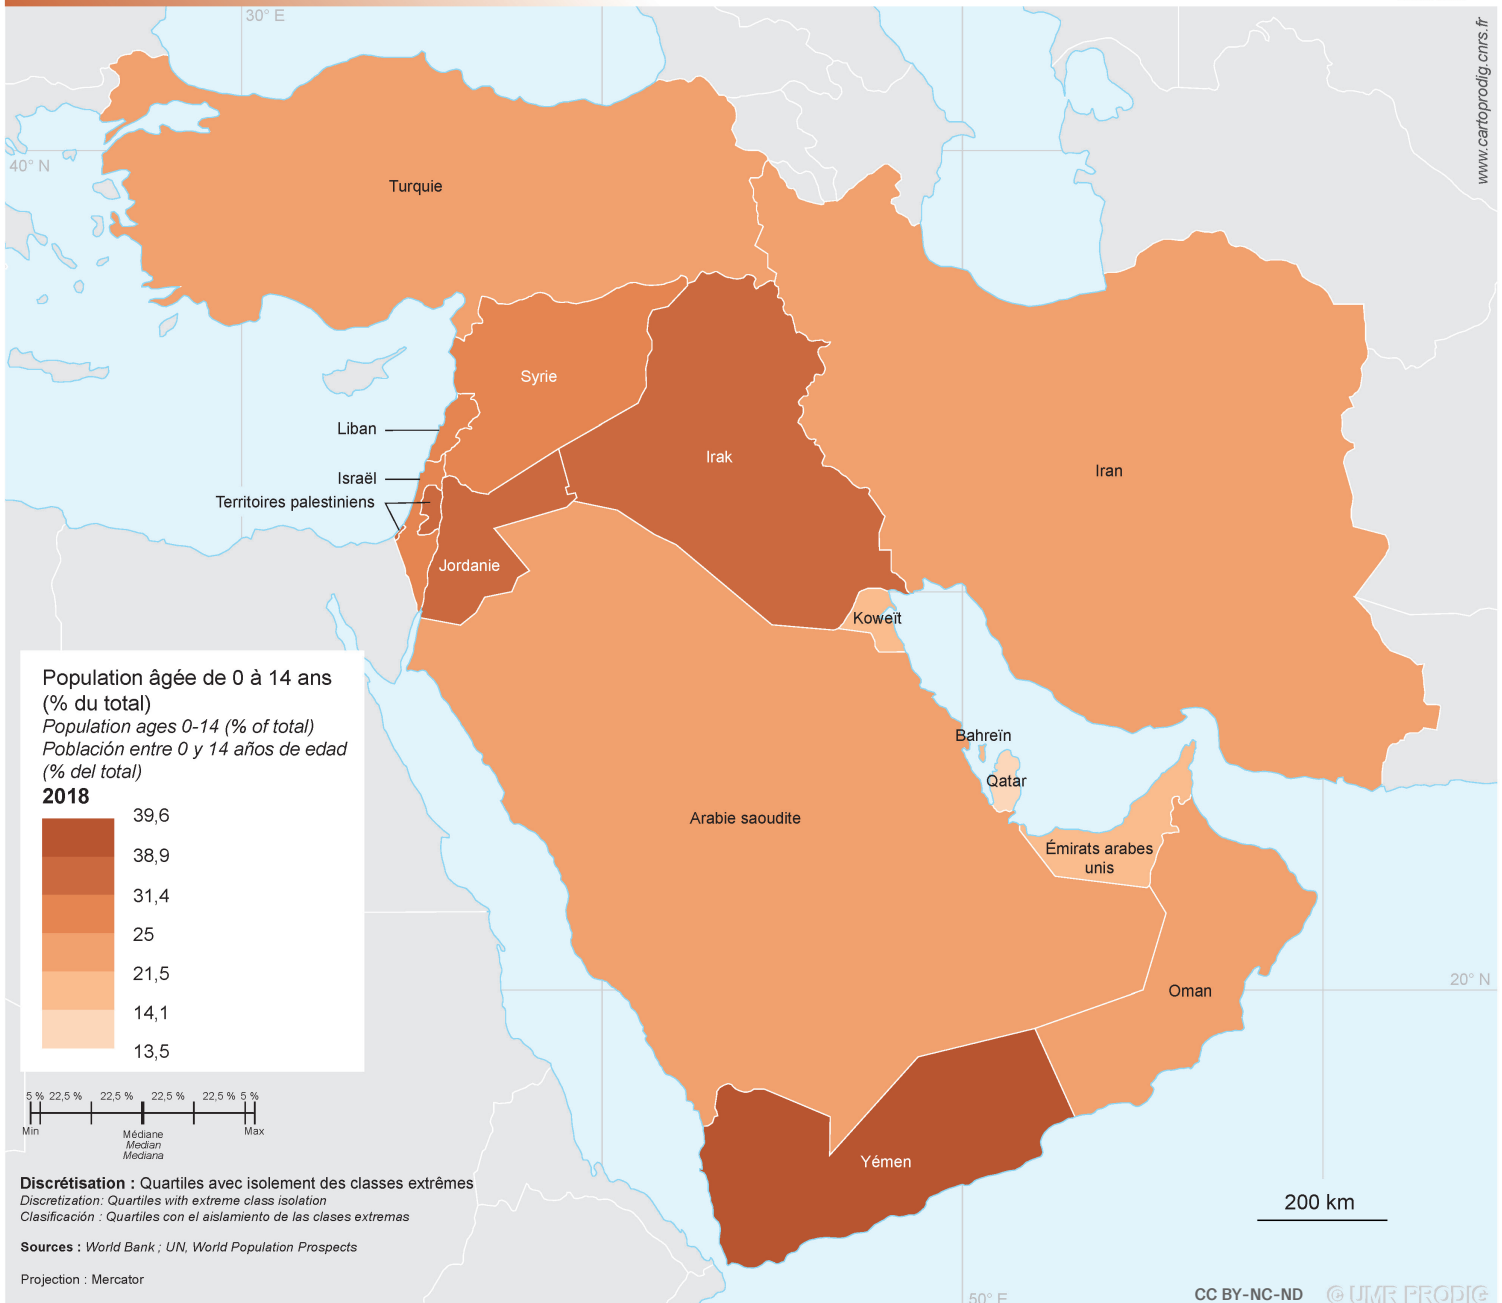 30° E
www.cartoprodig.cnrs.fr
40° N
Turquie
Syrie
Liban
Irak
Iran
Israël
Territoires palestiniens
Jordanie
Koweït
Bahreïn
Qatar
Arabie saoudite
Émirats arabes
unis
Oman
20° N
Yémen
Population âgée de 0 à 14 ans
(% du total)
Population ages 0-14 (% of total)
Población entre 0 y 14 años de edad
(% del total)
2018
39,6
38,9
31,4
25
21,5
14,1
13,5
5 % 22,5 % 22,5 % 22,5 % 22,5 % 5 %
Min Médiane Max
Median
Mediana
Discrétisation : Quartiles avec isolement des classes extrêmes
Discretization: Quartiles with extreme class isolation
Clasificación : Quartiles con el aislamiento de las clases extremas
Sources : World Bank ; UN, World Population Prospects
Projection : Mercator
200 km
50° E
CC BY-NC-ND © UMR PRODIG